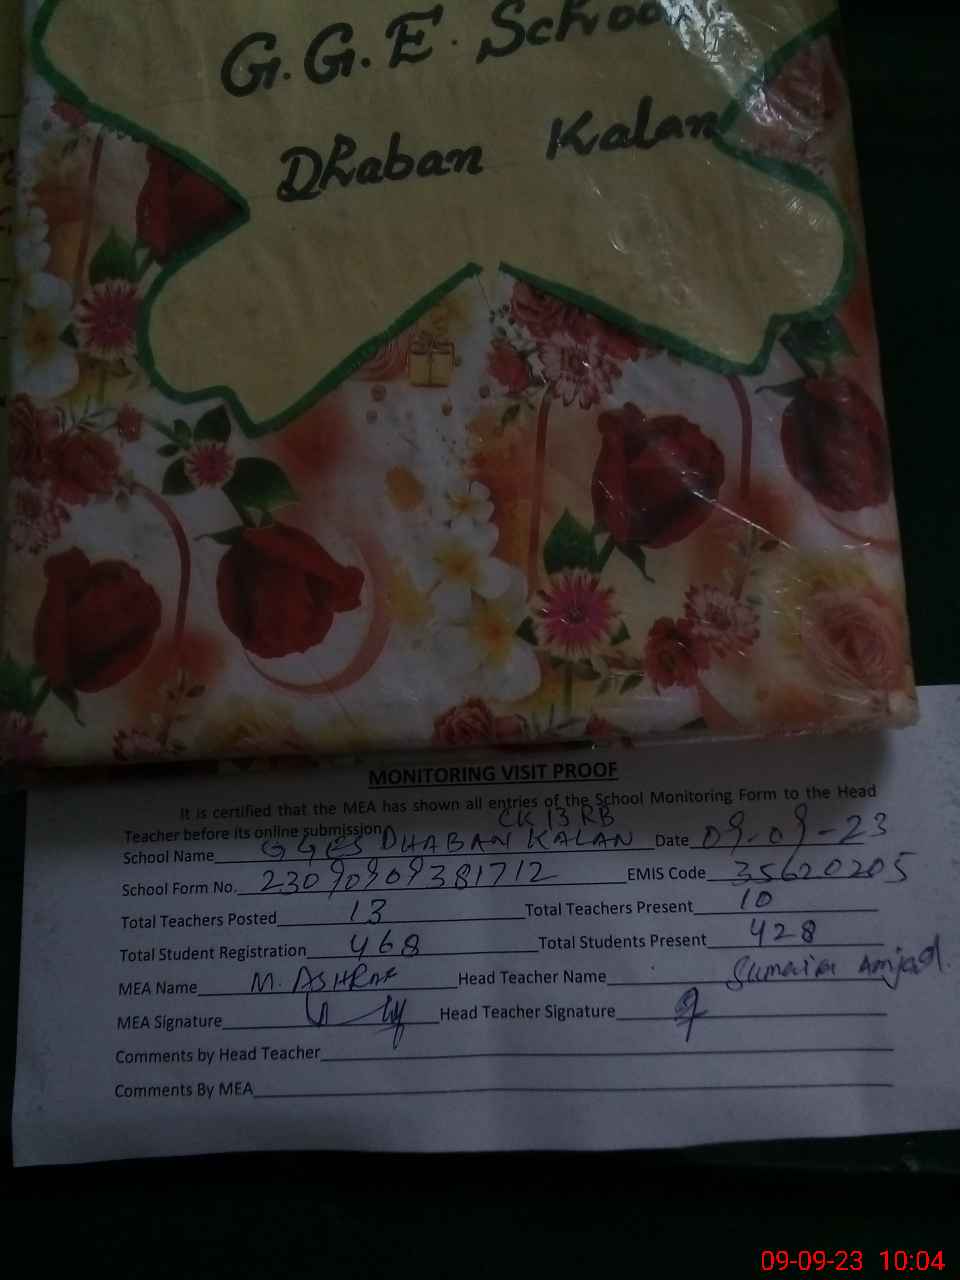 G.G.E. School
Dhaban Kalan
MONITORING VISIT PROOF
It is certified that the MEA has shown all entries of the School Monitoring Form to the Head
Teacher before its online submission.
CK 13 RB
School Name GGES DHABAN KALAN Date 09-09-23
School Form No. 23090909381712 EMIS Code 35620205
Total Teachers Posted 13 Total Teachers Present 10
Total Student Registration 468 Total Students Present 428
MEA Name M. ASHRAF Head Teacher Name Sumaira Amjad.
MEA Signature Head Teacher Signature
Comments by Head Teacher
Comments By MEA
09-09-23 10:04